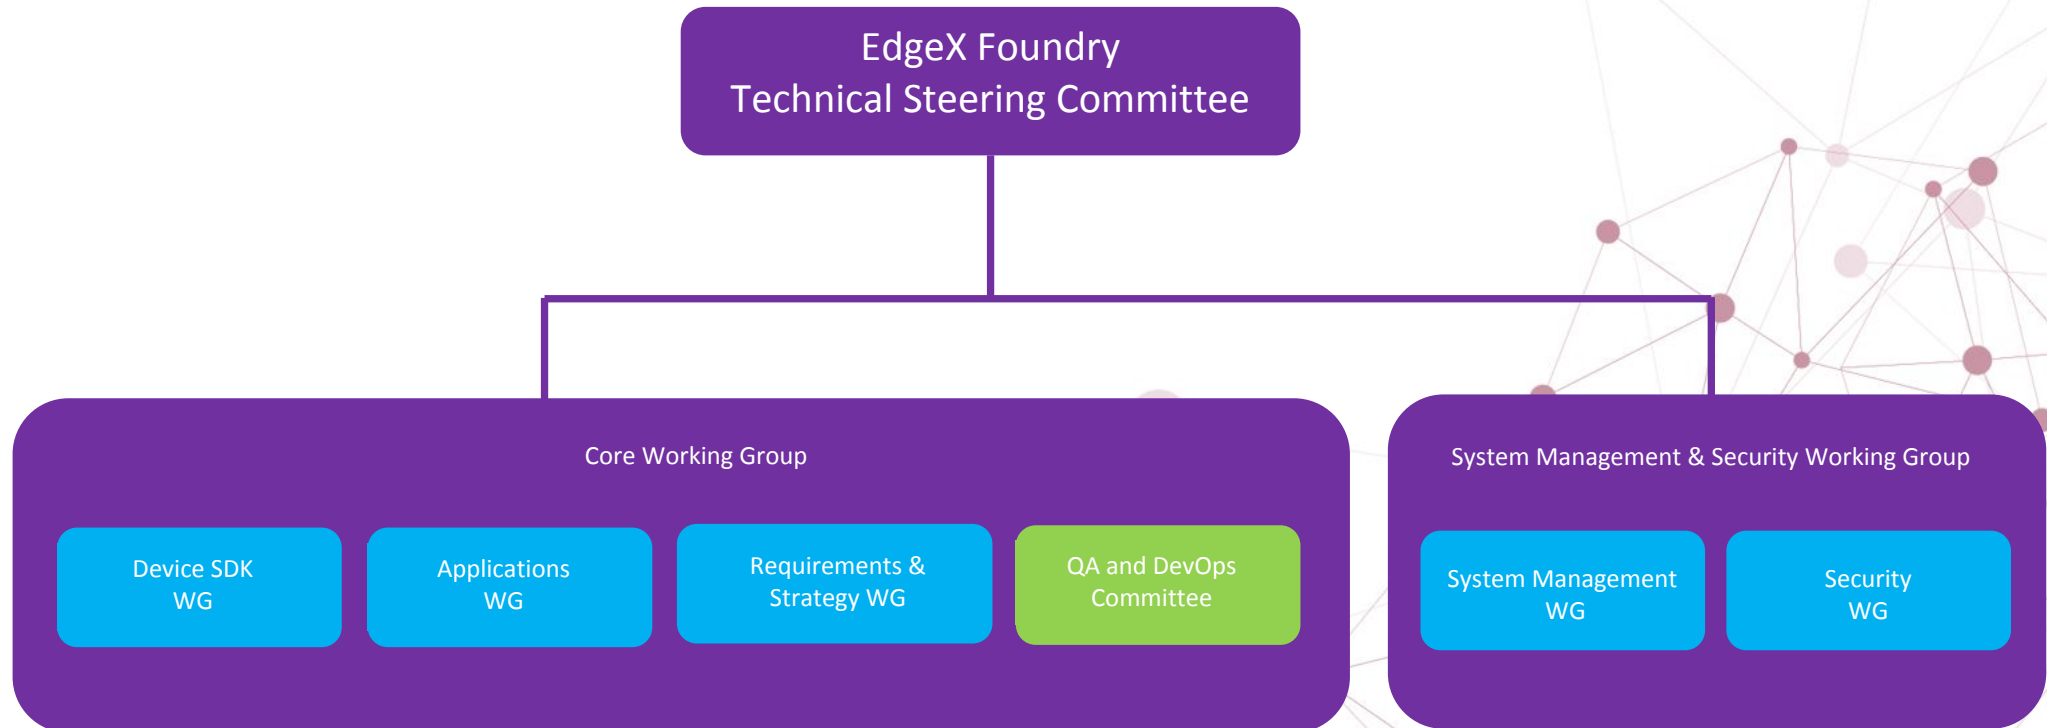 EdgeX Foundry
Technical Steering Committee
Core Working Group
Device SDK
WG
Applications
WG
Requirements &
Strategy WG
QA and DevOps
Committee
System Management & Security Working Group
System Management
WG
Security
WG